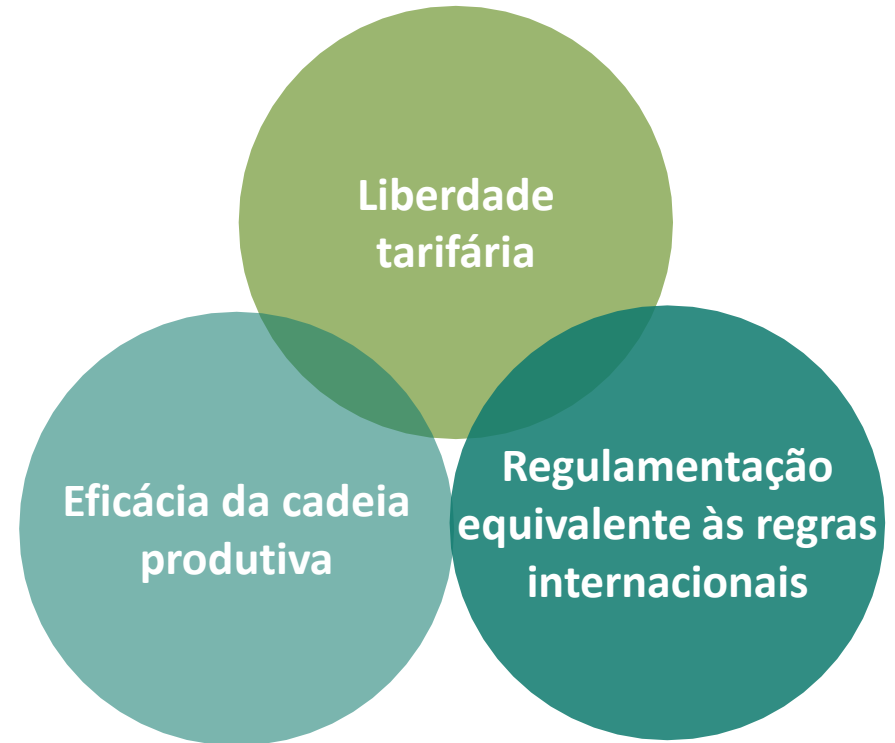 Liberdade
tarifária
Eficácia da cadeia
produtiva
Regulamentação
equivalente às regras
internacionais